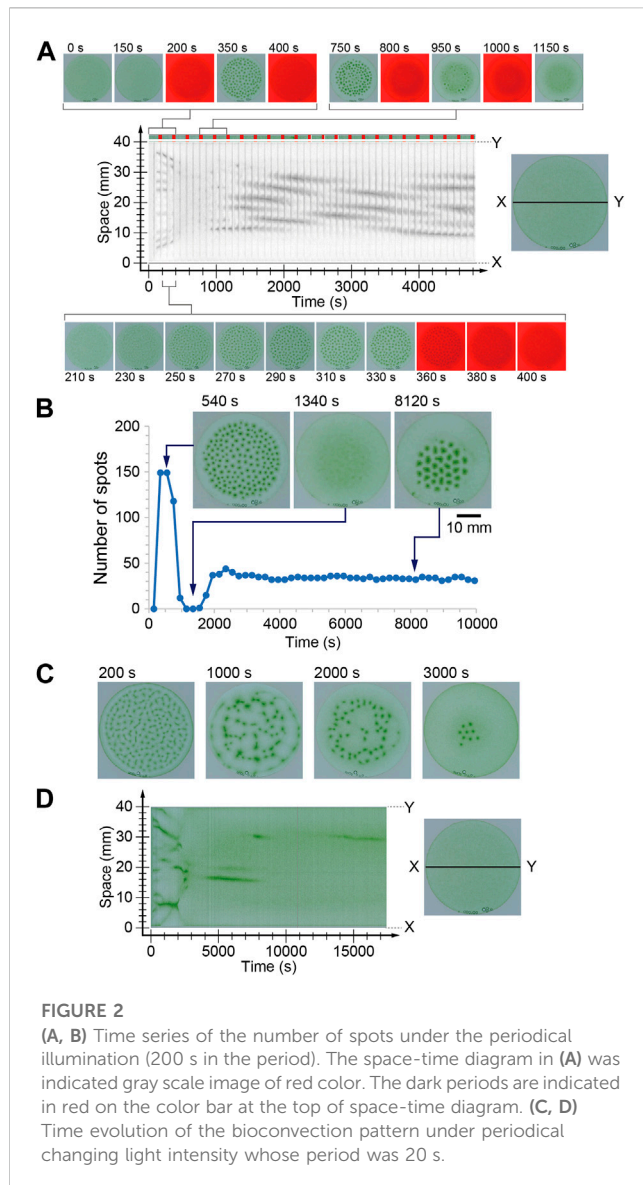 A
0 s 150 s 200 s 350 s 400 s 750 s 800 s 950 s 1000 s 1150 s
40
30
20
10
0
Space (mm)
Y
X
0 1000 2000 3000 4000
Time (s)
X Y
210 s 230 s 250 s 270 s 290 s 310 s 330 s 360 s 380 s 400 s
B
540 s 1340 s 8120 s
200
150
100
50
0
Number of spots
10 mm
0 2000 4000 6000 8000 10000
Time (s)
C
200 s 1000 s 2000 s 3000 s
D
40
30
20
10
0
Space (mm)
Y
X
0 5000 10000 15000
Time (s)
X Y
FIGURE 2
(A, B) Time series of the number of spots under the periodical
illumination (200 s in the period). The space-time diagram in (A) was
indicated gray scale image of red color. The dark periods are indicated
in red on the color bar at the top of space-time diagram. (C, D)
Time evolution of the bioconvection pattern under periodical
changing light intensity whose period was 20 s.